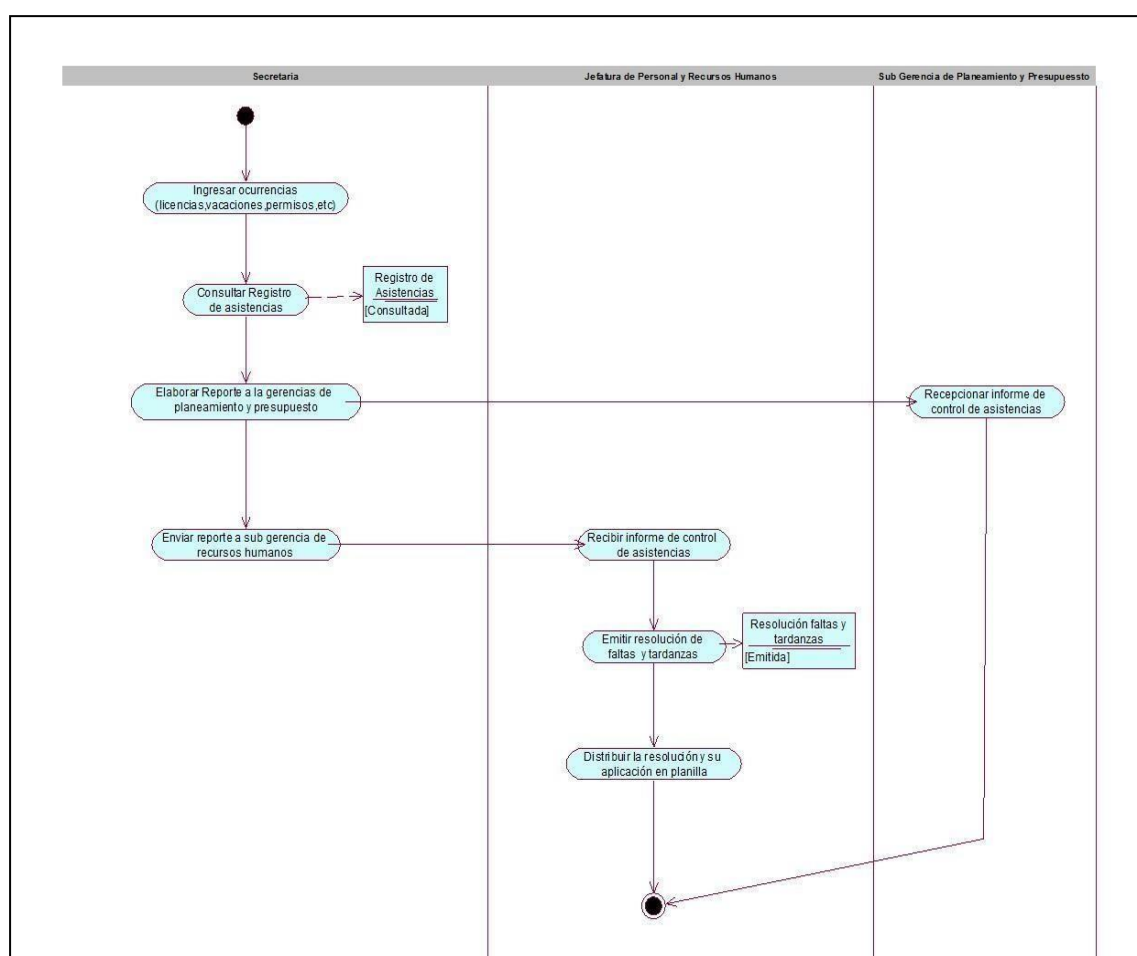 Secretaria
Jefatura de Personal y Recursos Humanos
Sub Gerencia de Planeamiento y Presupuessto
Ingresar ocurrencias
(licencias,vacaciones,permisos,etc)
Consultar Registro
de asistencias
Registro de
Asistencias
[Consultada]
Elaborar Reporte a la gerencias de
planeamiento y presupuesto
Recepcionar informe de
control de asistencias
Enviar reporte a sub gerencia de
recursos humanos
Recibir informe de control
de asistencias
Emitir resolución de
faltas y tardanzas
Resolución faltas y
tardanzas
[Emitida]
Distribuir la resolución y su
aplicación en planilla